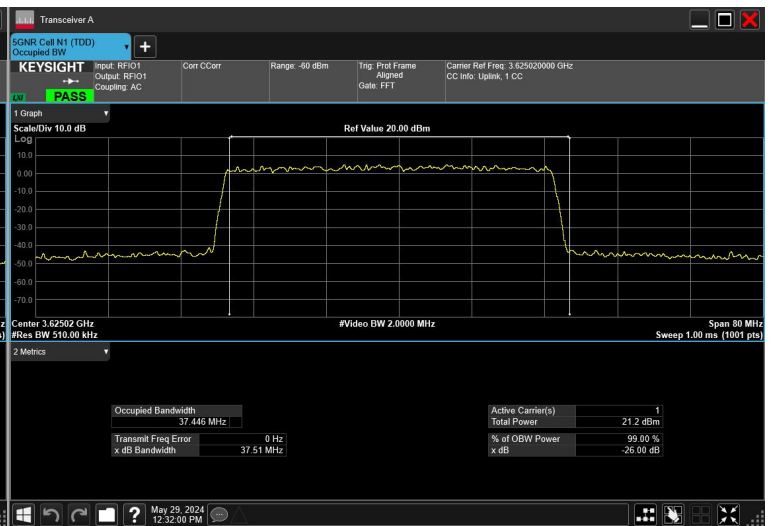 Transceiver A
5GNR Cell N1 (TDD)
Occupied BW
+
KEYSIGHT
Input: RFIO1
Output: RFIO1
Coupling: AC
Corr CCorr
Range: -60 dBm
Trig: Prot Frame
Aligned
Gate: FFT
Carrier Ref Freq: 3.625020000 GHz
CC Info: Uplink, 1 CC
LXI
PASS
1 Graph
Scale/Div 10.0 dB
Ref Value 20.00 dBm
Log
10.0
0.00
-10.0
-20.0
-30.0
-40.0
-50.0
-60.0
-70.0
Center 3.62502 GHz
#Video BW 2.0000 MHz
Span 80 MHz
#Res BW 510.00 kHz
Sweep 1.00 ms (1001 pts)
2 Metrics
Occupied Bandwidth
37.446 MHz
Transmit Freq Error 0 Hz
x dB Bandwidth 37.51 MHz
Active Carrier(s) 1
Total Power 21.2 dBm
% of OBW Power 99.00 %
x dB -26.00 dB
?
May 29, 2024
12:32:00 PM